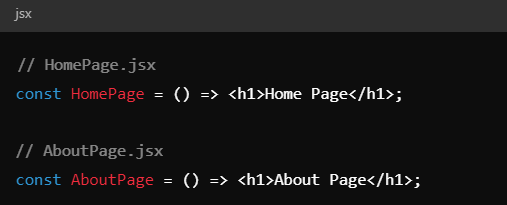 jsx
// HomePage.jsx
const HomePage = () => <h1>Home Page</h1>;
// AboutPage.jsx
const AboutPage = () => <h1>About Page</h1>;